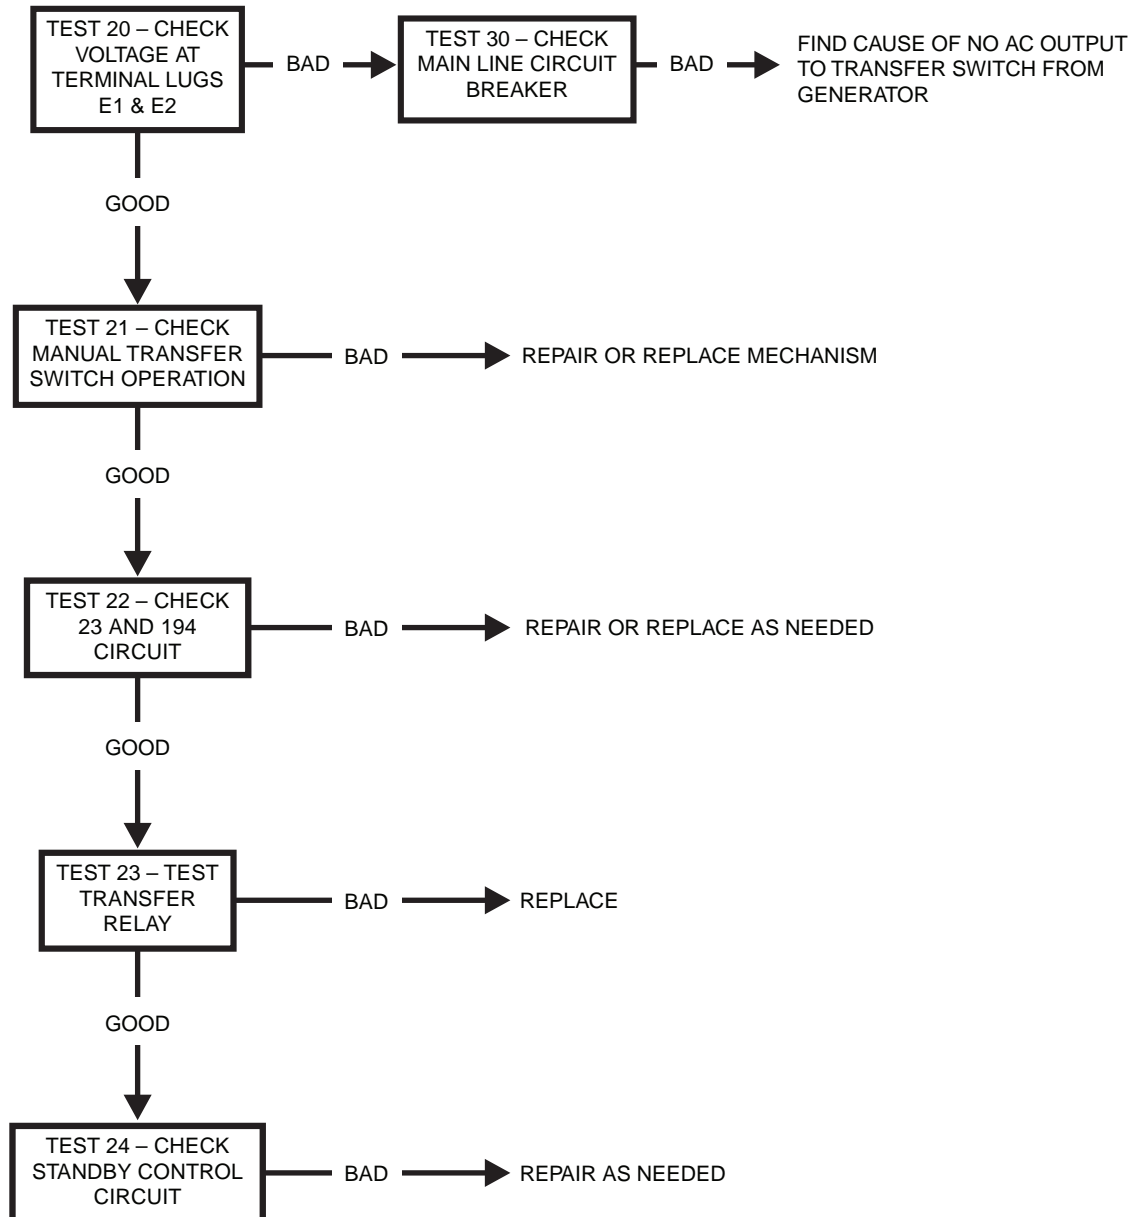 TEST 20 – CHECK
VOLTAGE AT
TERMINAL LUGS
E1 & E2
BAD
TEST 30 – CHECK
MAIN LINE CIRCUIT
BREAKER
BAD
FIND CAUSE OF NO AC OUTPUT
TO TRANSFER SWITCH FROM
GENERATOR
GOOD
TEST 21 – CHECK
MANUAL TRANSFER
SWITCH OPERATION
BAD
REPAIR OR REPLACE MECHANISM
GOOD
TEST 22 – CHECK
23 AND 194
CIRCUIT
BAD
REPAIR OR REPLACE AS NEEDED
GOOD
TEST 23 – TEST
TRANSFER
RELAY
BAD
REPLACE
GOOD
TEST 24 – CHECK
STANDBY CONTROL
CIRCUIT
BAD
REPAIR AS NEEDED